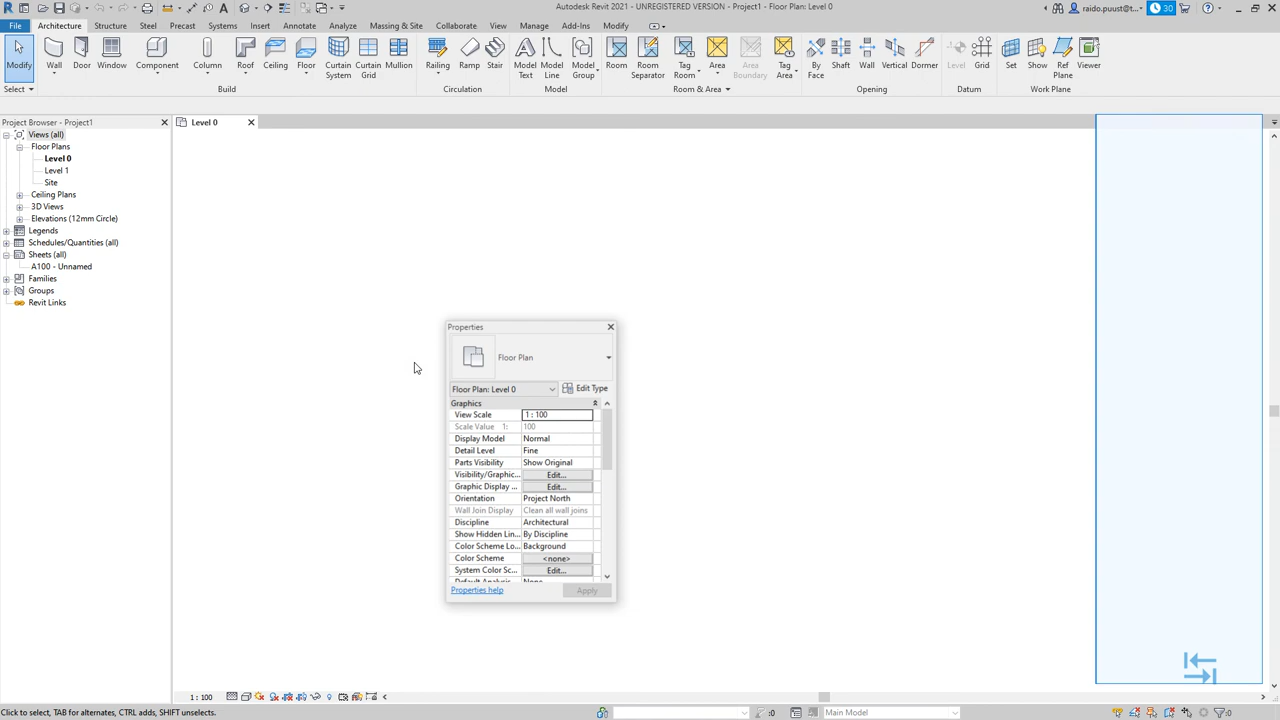 Autodesk Revit 2021 - UNREGISTERED VERSION - Project1 - Floor Plan: Level 0
raido.puust@t...
30
File Architecture Structure Steel Precast Systems Insert Annotate Analyze Massing & Site Collaborate View Manage Add-Ins Modify
Modify Wall Door Window Component Column Roof Ceiling Floor Curtain System Curtain Grid Mullion Railing Ramp Stair Model Text Model Line Model Group Room Room Separator Tag Room Area Area Boundary Tag Area By Face Shaft Wall Vertical Dormer Level Grid Set Show Ref Plane Viewer
Select Build Circulation Model Room & Area Opening Datum Work Plane
Project Browser - Project1
Level 0
Views (all)
Floor Plans
Level 0
Level 1
Site
Ceiling Plans
3D Views
Elevations (12mm Circle)
Legends
Schedules/Quantities (all)
Sheets (all)
A100 - Unnamed
Families
Groups
Revit Links
Properties
Floor Plan
Floor Plan: Level 0 Edit Type
Graphics
View Scale 1 : 100
Scale Value 1: 100
Display Model Normal
Detail Level Fine
Parts Visibility Show Original
Visibility/Graphic... Edit...
Graphic Display ... Edit...
Orientation Project North
Wall Join Display Clean all wall joins
Discipline Architectural
Show Hidden Lin... By Discipline
Color Scheme Lo... Background
Color Scheme <none>
System Color Sc... Edit...
Default Analysis None
Properties help Apply
1 : 100
Click to select, TAB for alternates, CTRL adds, SHIFT unselects.
:0 Main Model :0